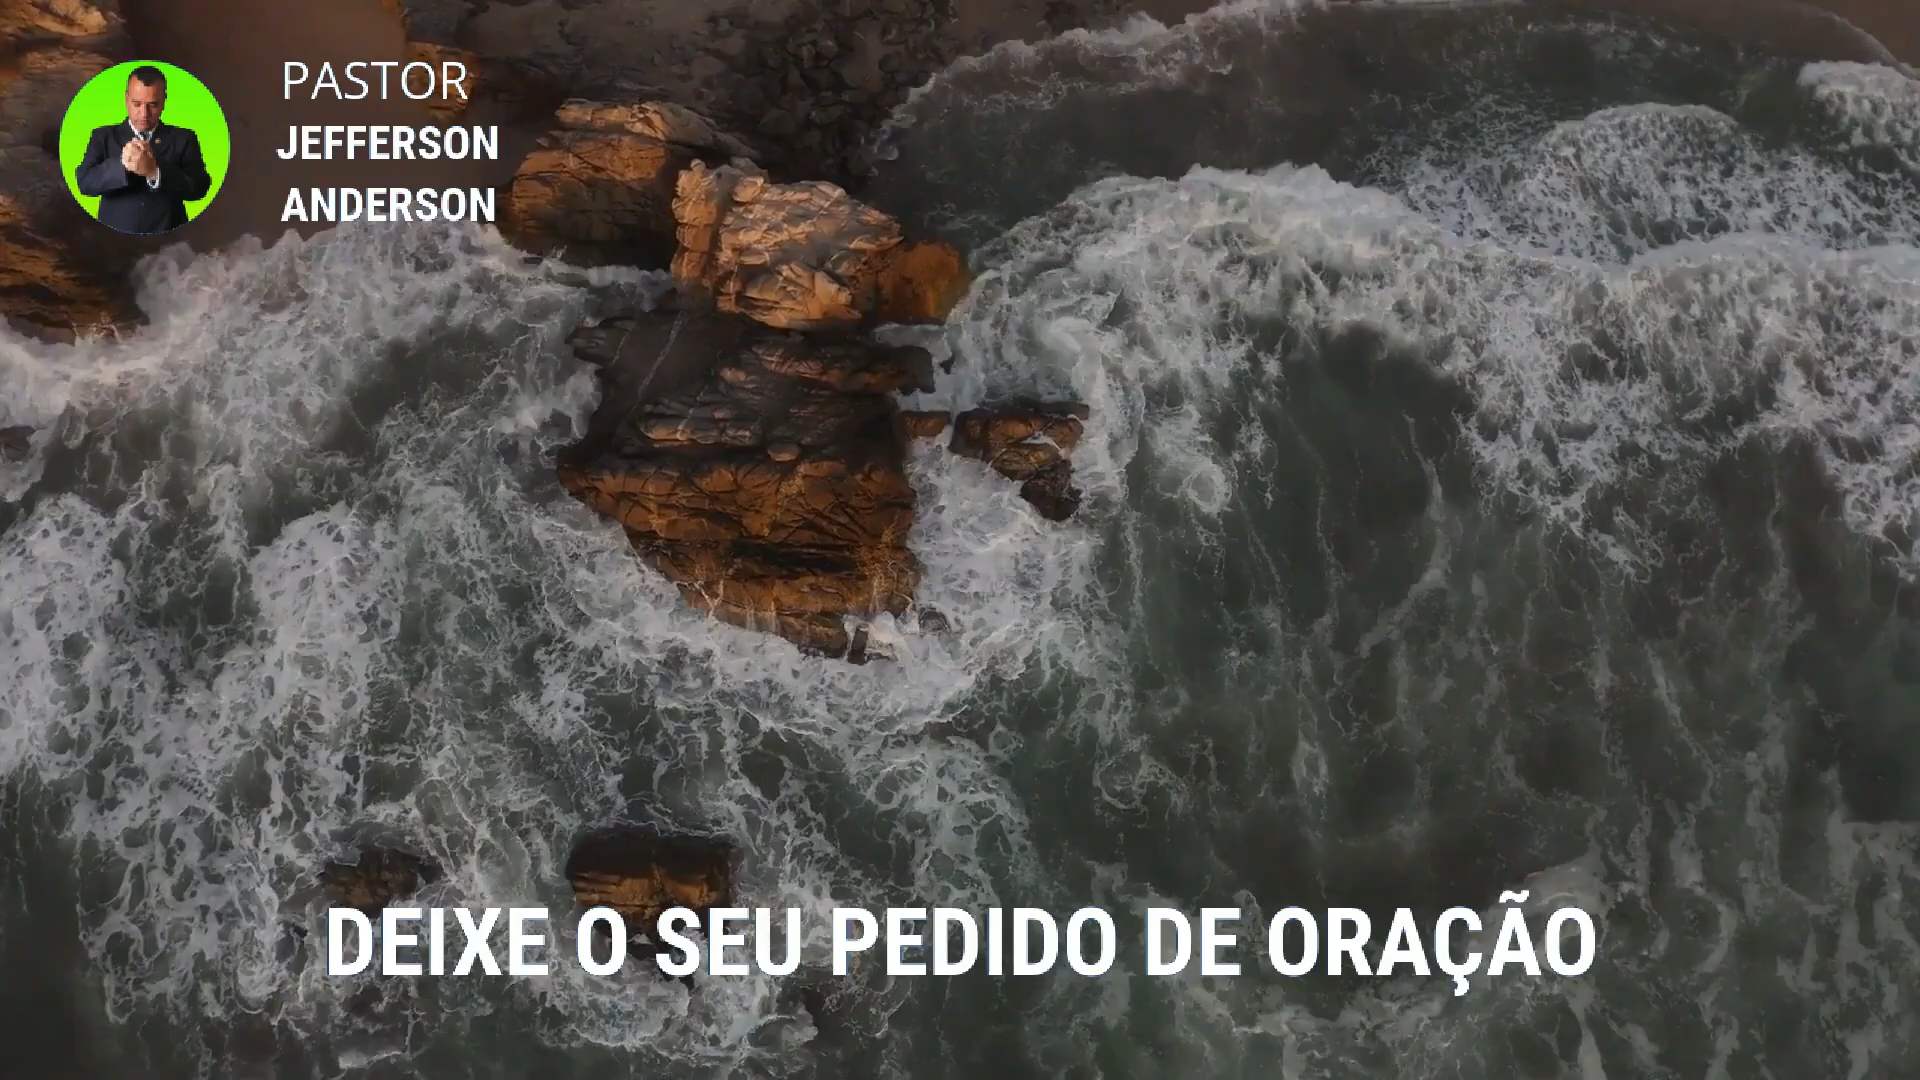 PASTOR
JEFFERSON
ANDERSON
DEIXE O SEU PEDIDO DE ORAÇÃO